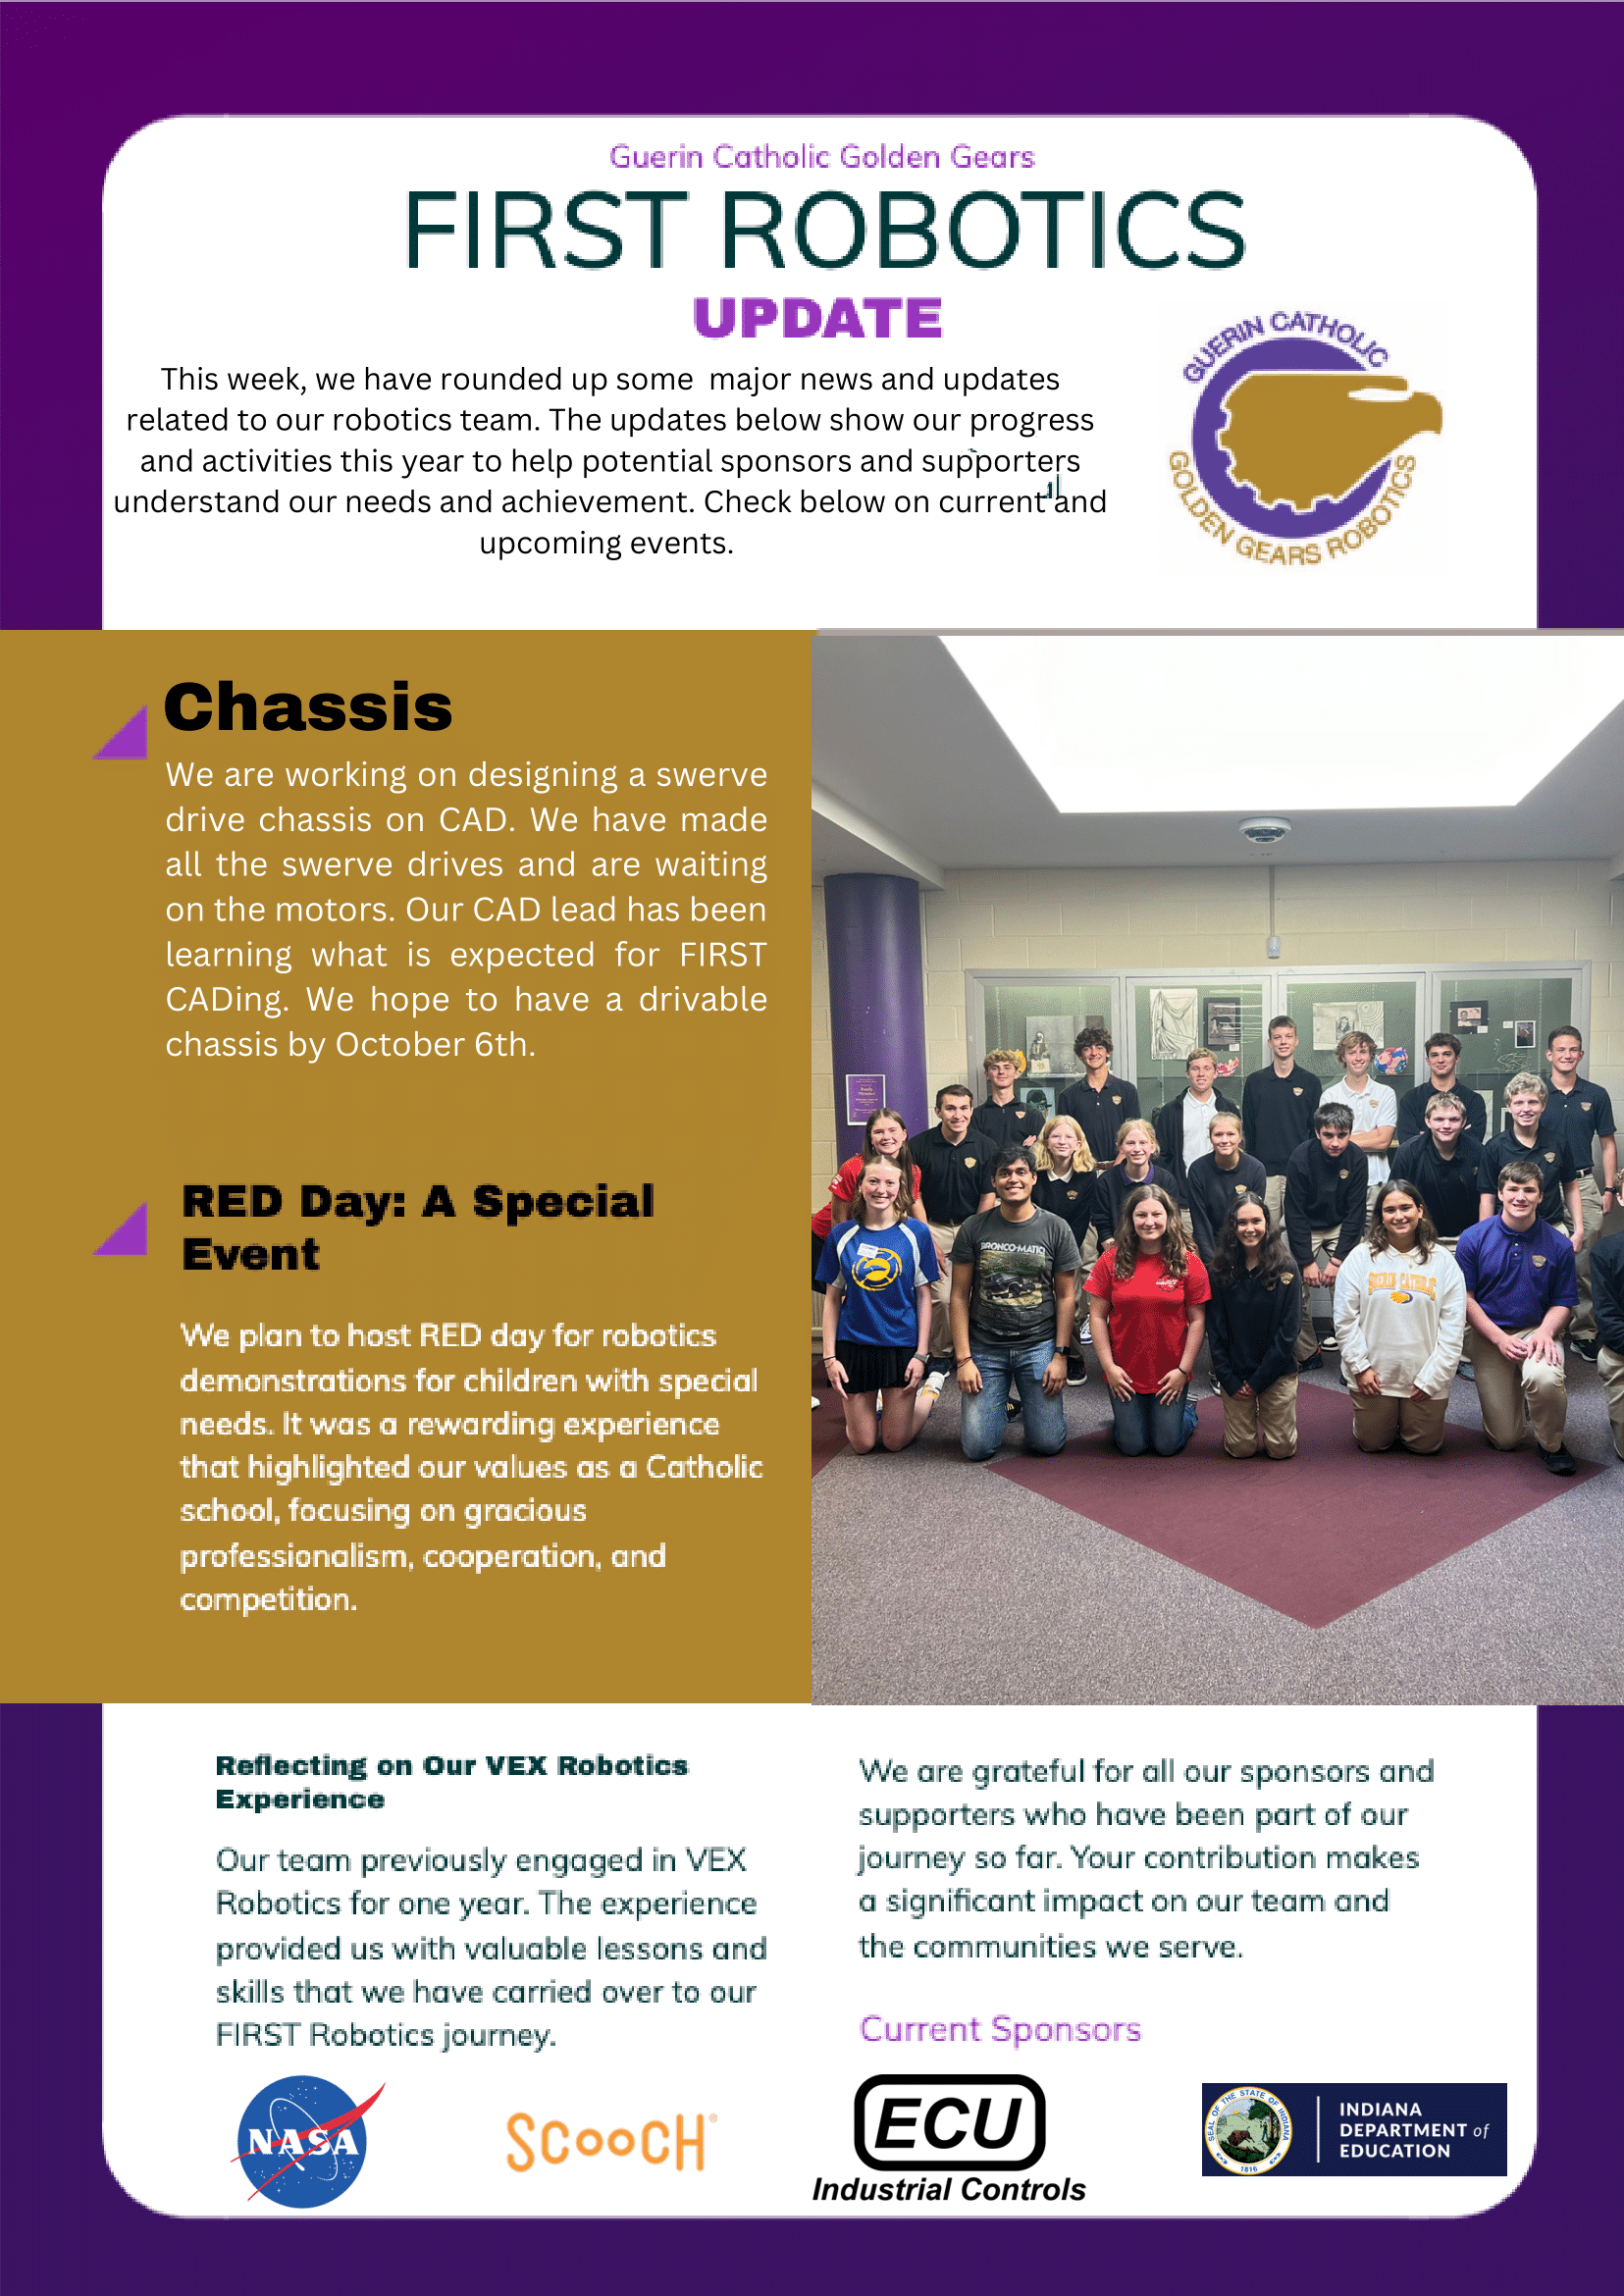 Guerin Catholic Golden Gears
FIRST ROBOTICS
UPDATE
This week, we have rounded up some major news and updates
related to our robotics team. The updates below show our progress
and activities this year to help potential sponsors and supporters
understand our needs and achievement. Check below on current and
upcoming events.
GUERIN CATHOLIC
GOLDEN GEARS ROBOTICS
Chassis
We are working on designing a swerve
drive chassis on CAD. We have made
all the swerve drives and are waiting
on the motors. Our CAD lead has been
learning what is expected for FIRST
CADing. We hope to have a drivable
chassis by October 6th.
RED Day: A Special
Event
We plan to host RED day for robotics
demonstrations for children with special
needs. It was a rewarding experience
that highlighted our values as a Catholic
school, focusing on gracious
professionalism, cooperation, and
competition.
BRONCO-MATIC
GUERIN CATHOLIC
Reflecting on Our VEX Robotics
Experience
Our team previously engaged in VEX
Robotics for one year. The experience
provided us with valuable lessons and
skills that we have carried over to our
FIRST Robotics journey.
We are grateful for all our sponsors and
supporters who have been part of our
journey so far. Your contribution makes
a significant impact on our team and
the communities we serve.
Current Sponsors
NASA
SCOOCH®
ECU
Industrial Controls
SEAL OF THE STATE OF INDIANA
1816
INDIANA
DEPARTMENT of
EDUCATION